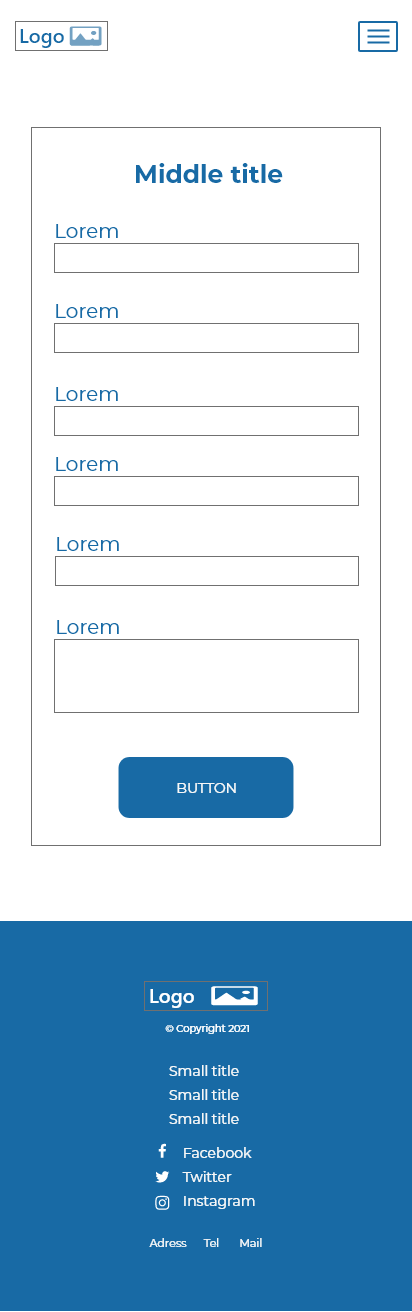 Logo
Middle title
Lorem
Lorem
Lorem
Lorem
Lorem
Lorem
BUTTON
Logo
© Copyright 2021
Small title
Small title
Small title
Facebook
Twitter
Instagram
Adress Tel Mail